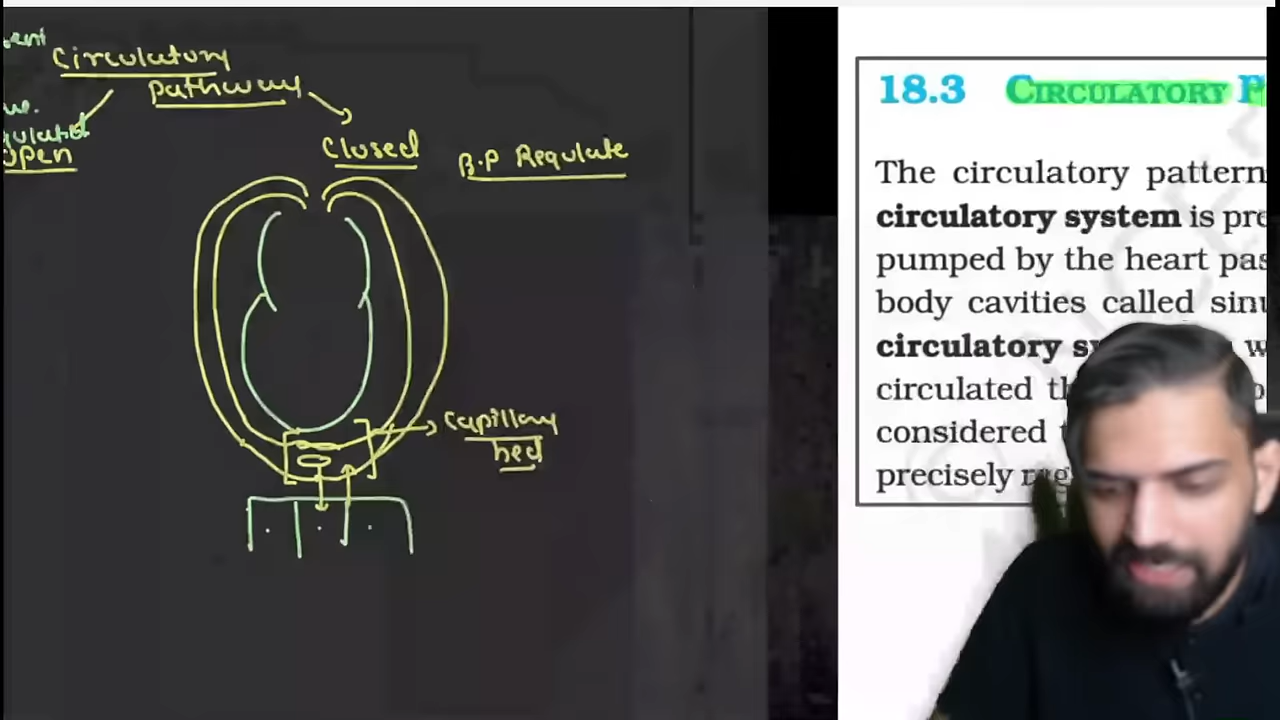 Circulatory
Pathway
Open
Closed
B.P Regulate
Capillary
bed
18.3 CIRCULATORY P
The circulatory pattern
circulatory system is pre
pumped by the heart pas
body cavities called sinu
circulatory s w
circulated th
considered t
precisely reg